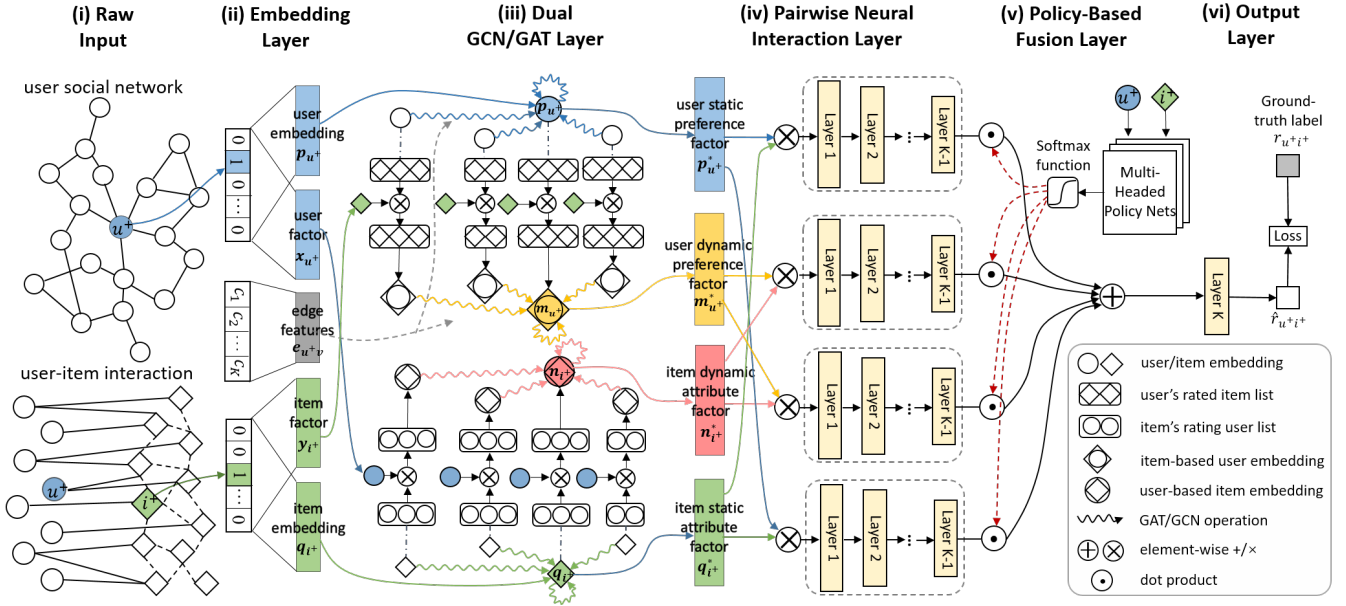 (i) Raw
Input
(ii) Embedding
Layer
(iii) Dual
GCN/GAT Layer
(iv) Pairwise Neural
Interaction Layer
(v) Policy-Based
Fusion Layer
(vi) Output
Layer
user social network
u⁺
user-item interaction
u⁺
i⁺
0
1
0
⋯
0
C₁
C₂
⋯
C_K
0
0
1
⋯
0
user
embedding
p_u⁺
user
factor
x_u⁺
edge
features
e_u⁺v
item
factor
y_i⁺
item
embedding
q_i⁺
p_u⁺
m_u⁺
n_i⁺
q_i⁺
user static
preference
factor
p*_u⁺
user dynamic
preference
factor
m*_u⁺
item dynamic
attribute
factor
n*_i⁺
item static
attribute
factor
q*_i⁺
Layer 1
Layer 2
⋯
Layer K-1
Layer 1
Layer 2
⋯
Layer K-1
Layer 1
Layer 2
⋯
Layer K-1
Layer 1
Layer 2
⋯
Layer K-1
u⁺
i⁺
Softmax
function
Multi-
Headed
Policy Nets
Layer K
Ground-
truth label
r_u⁺i⁺
Loss
r̂_u⁺i⁺
user/item embedding
user's rated item list
item's rating user list
item-based user embedding
user-based item embedding
GAT/GCN operation
element-wise +/×
dot product